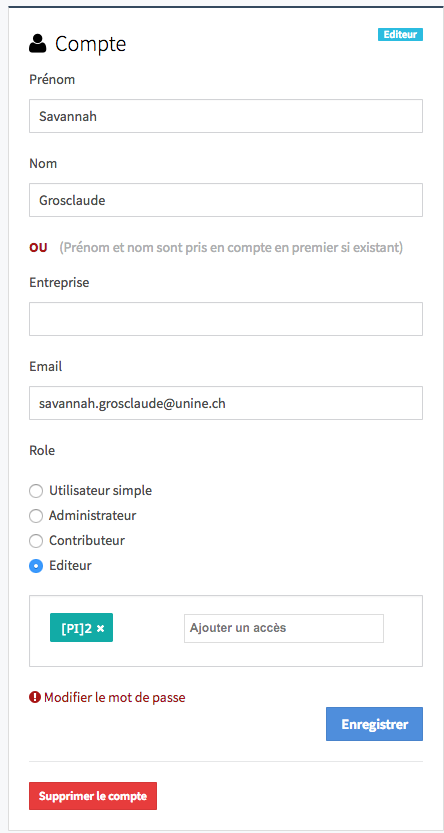 Compte
Editeur
Prénom
Savannah
Nom
Grosclaude
OU (Prénom et nom sont pris en compte en premier si existant)
Entreprise
Email
savannah.grosclaude@unine.ch
Role
Utilisateur simple
Administrateur
Contributeur
Editeur
[PI]2 ×
Ajouter un accès
Modifier le mot de passe
Enregistrer
Supprimer le compte